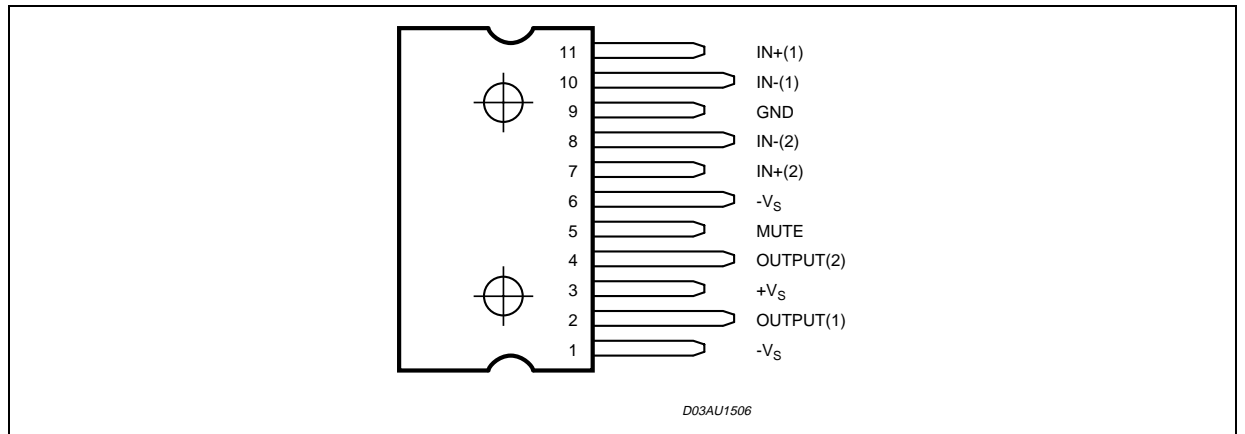 11 IN+(1)
10 IN-(1)
9 GND
8 IN-(2)
7 IN+(2)
6 -VS
5 MUTE
4 OUTPUT(2)
3 +VS
2 OUTPUT(1)
1 -VS
D03AU1506